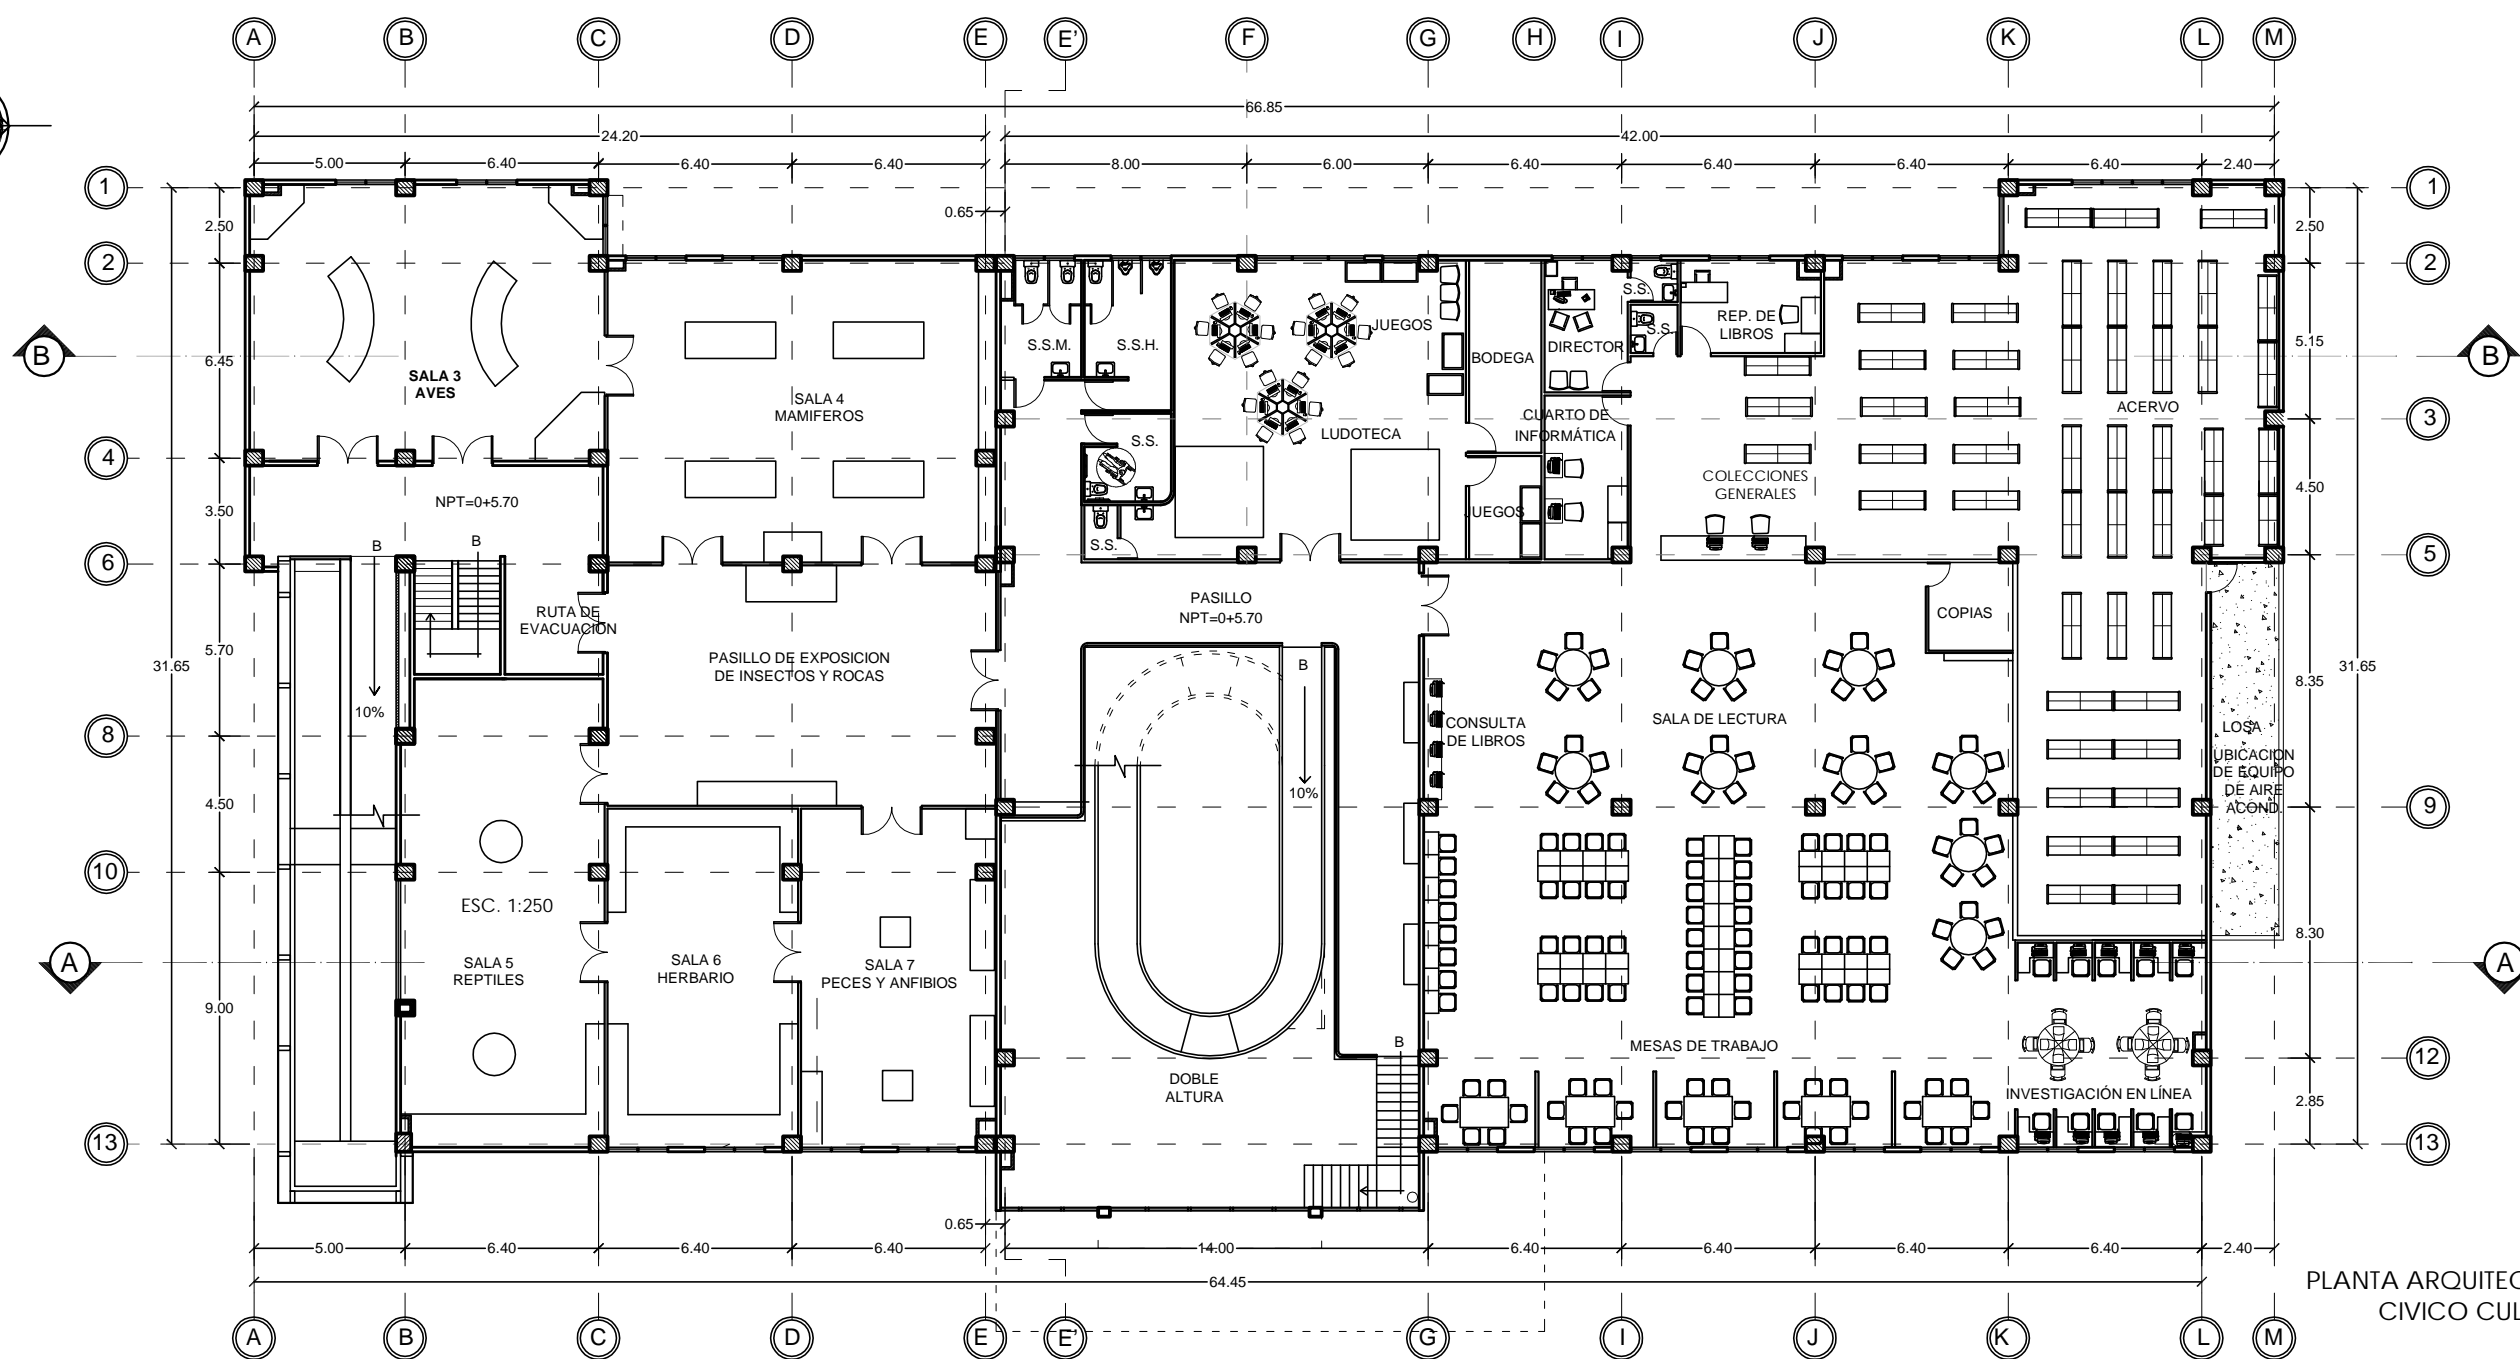 A B C D E E' F G H I J K L M
66.85
24.20 42.00
5.00 6.40 6.40 6.40 8.00 6.00 6.40 6.40 6.40 6.40 2.40
1 1
0.65
2.50 2.50
2 2
S.S.
JUEGOS
REP. DE
LIBROS
S.S.M. S.S.H. S.S.
B B
BODEGA DIRECTOR
6.45 5.15
SALA 3
AVES
SALA 4
MAMIFEROS
ACERVO
CUARTO DE
INFORMÁTICA
3
LUDOTECA
S.S.
4
COLECCIONES
GENERALES
NPT=0+5.70
3.50 4.50
JUEGOS
B B
S.S.
6 5
PASILLO
NPT=0+5.70
RUTA DE
EVACUACIÓN
COPIAS
5.70
31.65 31.65
PASILLO DE EXPOSICION
DE INSECTOS Y ROCAS
B
8.35
10%
CONSULTA
DE LIBROS
SALA DE LECTURA
LOSA
8
UBICACION
DE EQUIPO
DE AIRE
ACOND.
10%
4.50
9
10
ESC. 1:250
8.30
SALA 5
REPTILES
SALA 6
HERBARIO
SALA 7
PECES Y ANFIBIOS
A A
9.00
B
MESAS DE TRABAJO
12
DOBLE
ALTURA
INVESTIGACIÓN EN LÍNEA
2.85
13 13
0.65
5.00 6.40 6.40 6.40 14.00 6.40 6.40 6.40 6.40 2.40
64.45
PLANTA ARQUITEC
CIVICO CUL
A B C D E E' G I J K L M